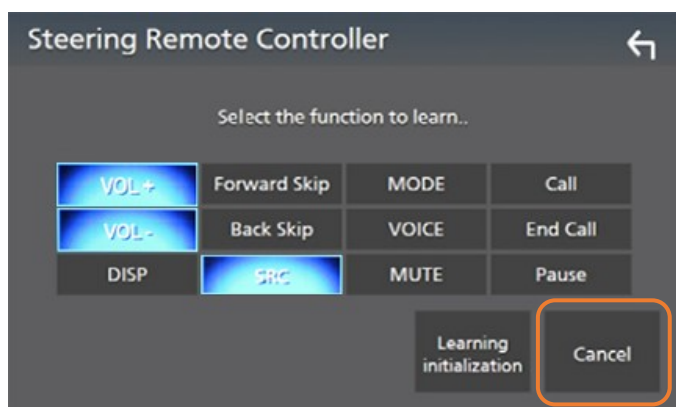 Steering Remote Controller
Select the function to learn..
VOL+ Forward Skip MODE Call
VOL- Back Skip VOICE End Call
DISP SRC MUTE Pause
Learning
initialization
Cancel